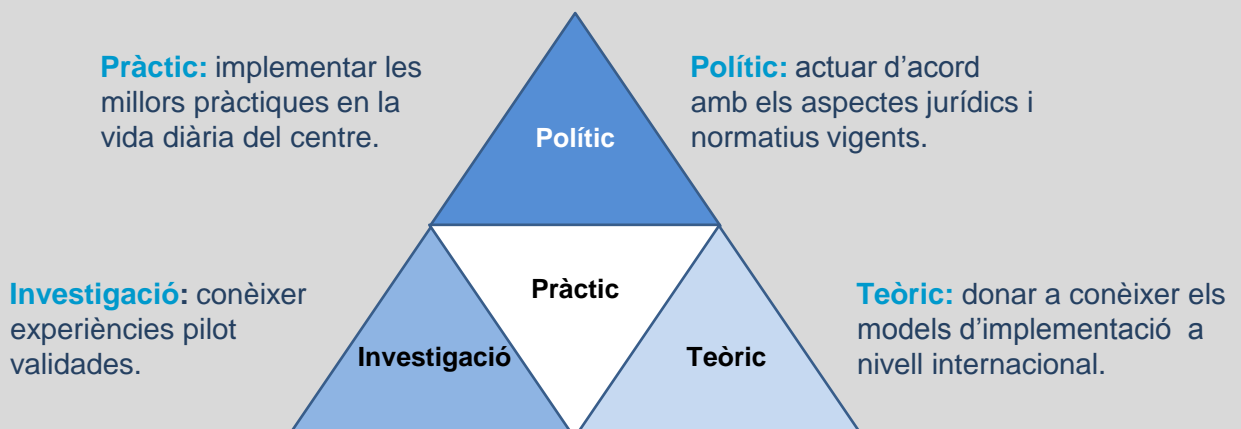 Pràctic: implementar les
millors pràctiques en la
vida diària del centre.
Polític: actuar d’acord
amb els aspectes jurídics i
normatius vigents.
Polític
Investigació: conèixer
experiències pilot
validades.
Pràctic
Investigació
Teòric
Teòric: donar a conèixer els
models d’implementació a
nivell internacional.